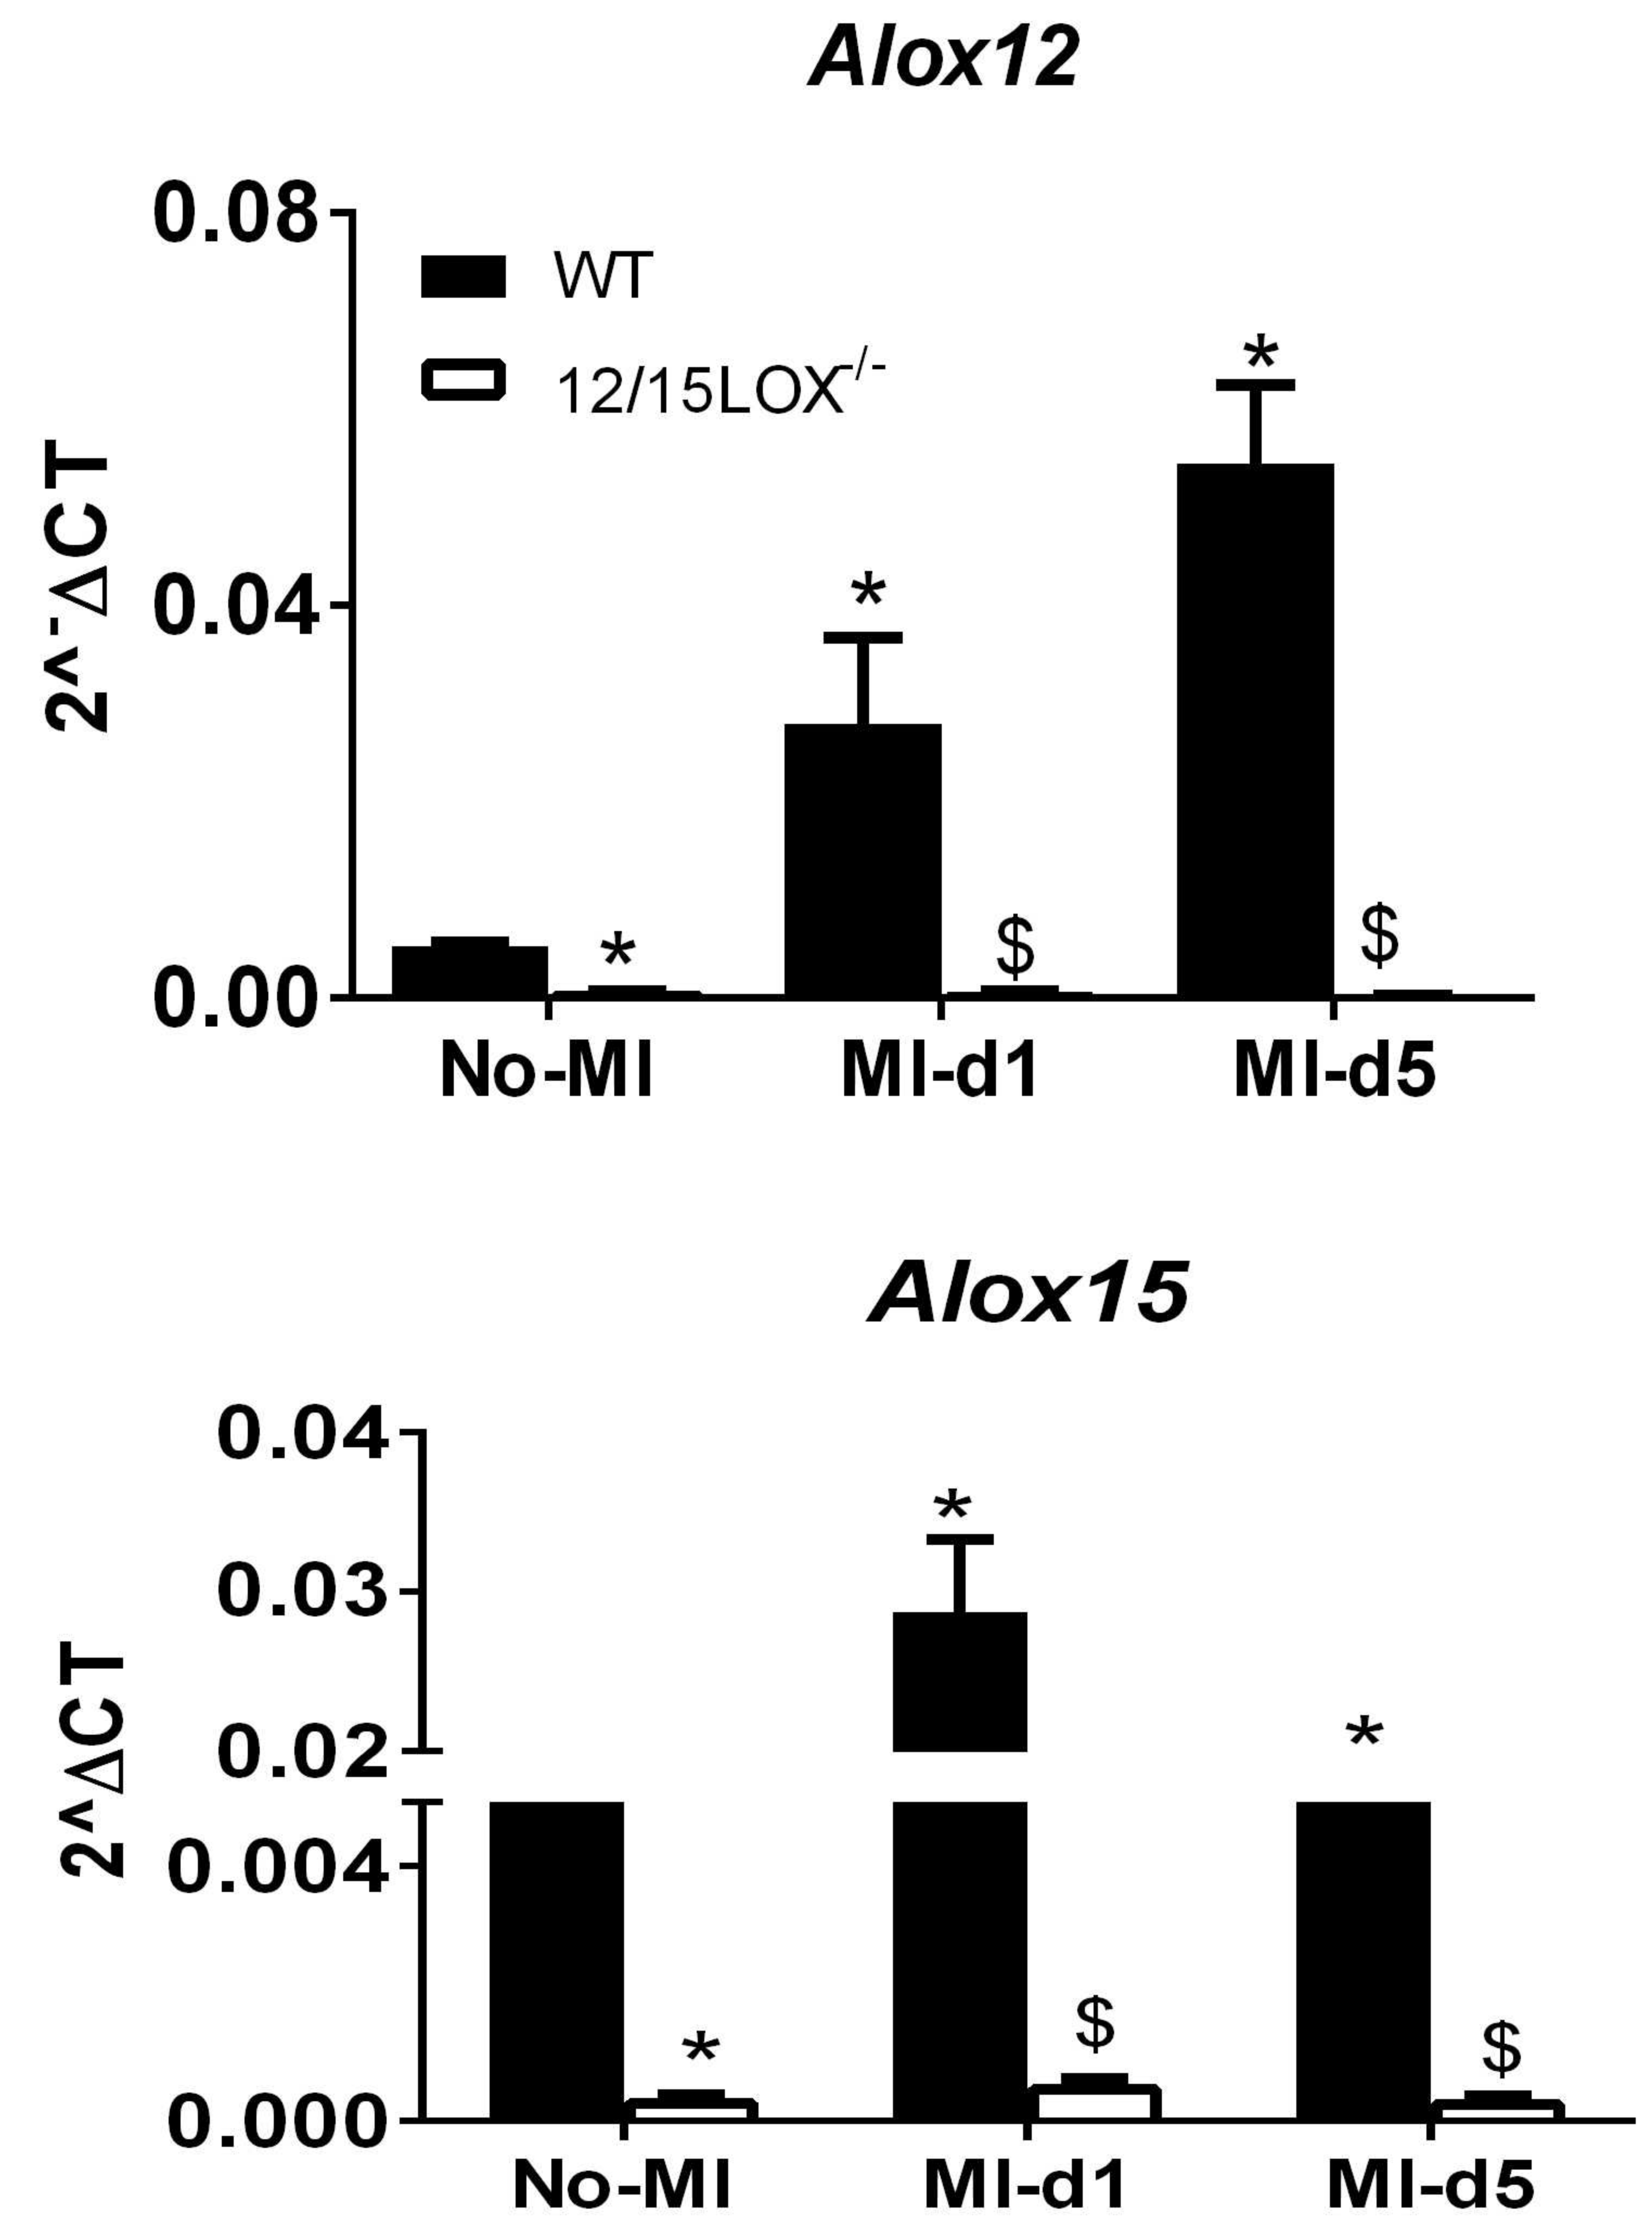 Alox12
0.08
WT
12/15LOX-/-
*
2^-ΔCT
*
0.04
*
$
$
0.00
No-MI MI-d1 MI-d5
Alox15
0.04
*
0.03
2^ΔCT
0.02
*
0.004
*
$
$
0.000
No-MI MI-d1 MI-d5